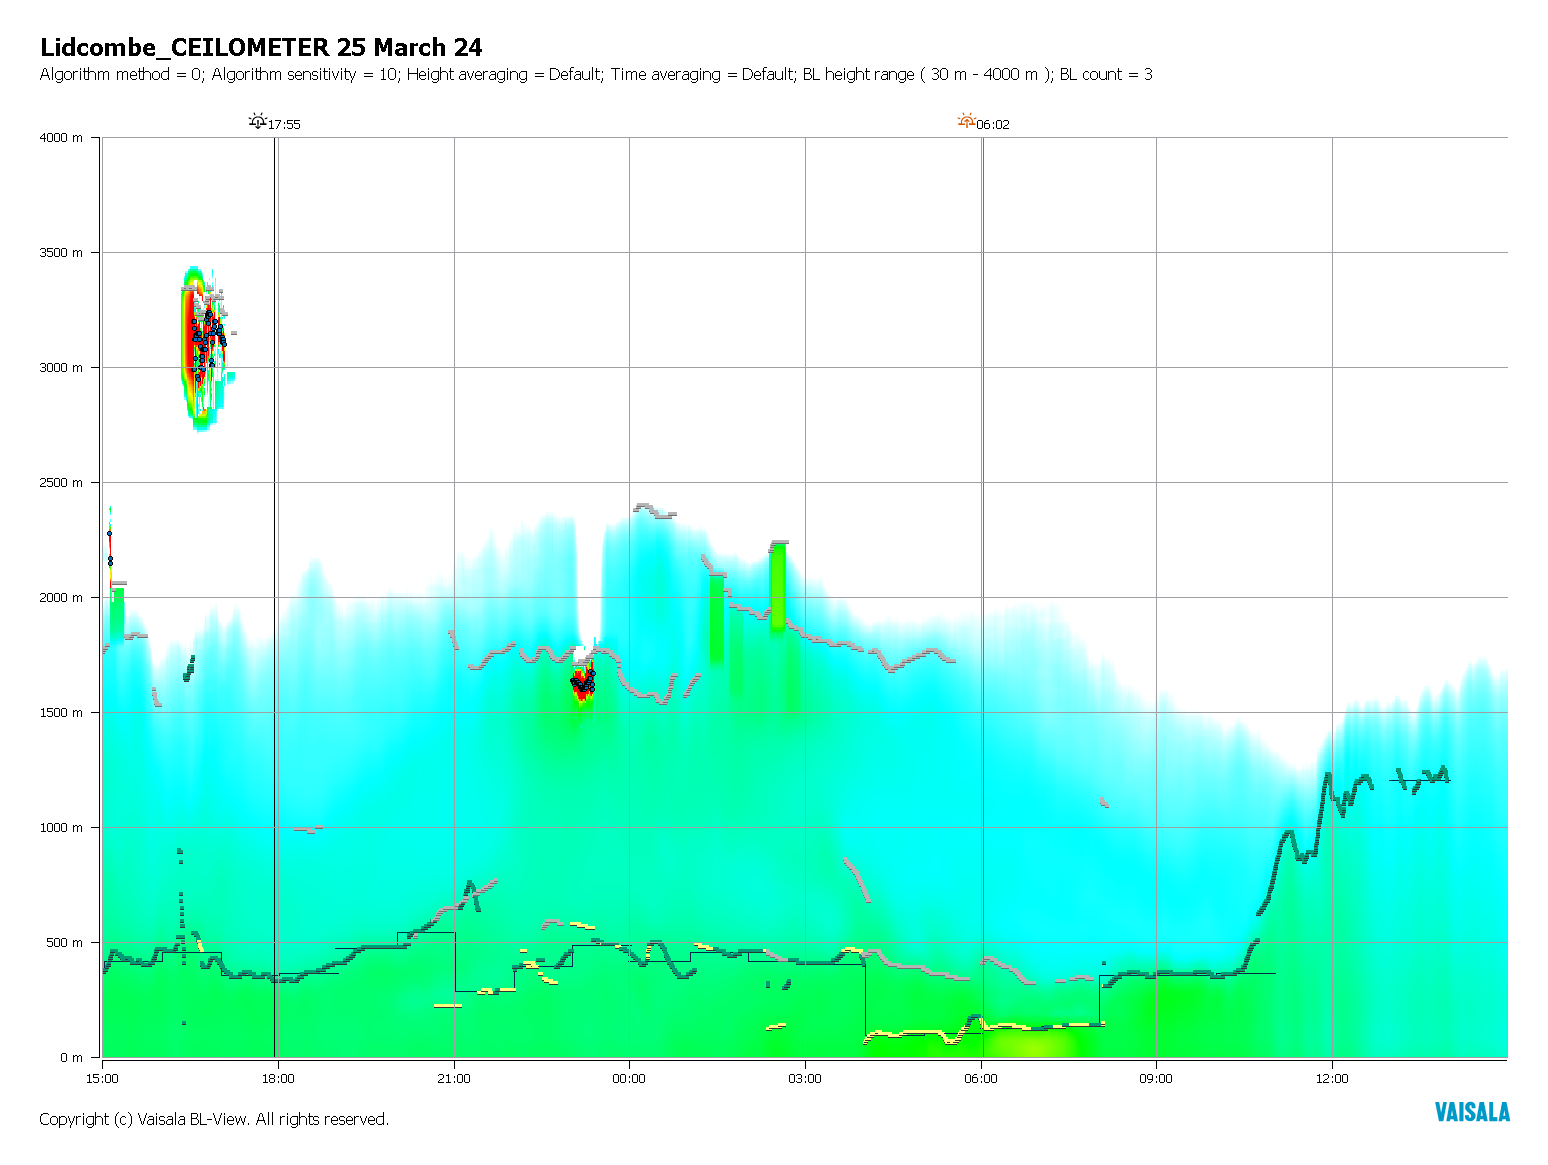 Lidcombe_CEILOMETER 25 March 24
Algorithm method = 0; Algorithm sensitivity = 10; Height averaging = Default; Time averaging = Default; BL height range ( 30 m - 4000 m ); BL count = 3
17:55
06:02
4000 m
3500 m
3000 m
2500 m
2000 m
1500 m
1000 m
500 m
0 m
15:00 18:00 21:00 00:00 03:00 06:00 09:00 12:00
Copyright (c) Vaisala BL-View. All rights reserved.
VAISALA